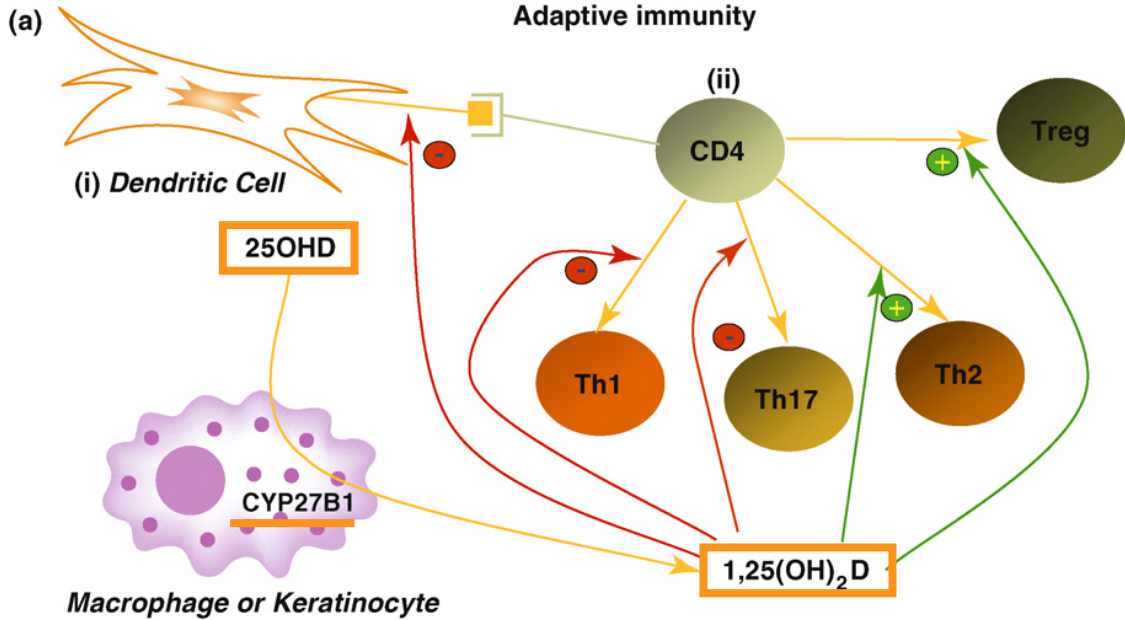 (a)
Adaptive immunity
(ii)
CD4
Treg
-
+
(i) Dendritic Cell
25OHD
-
+
-
Th1
Th17
Th2
CYP27B1
1,25(OH)₂D
Macrophage or Keratinocyte